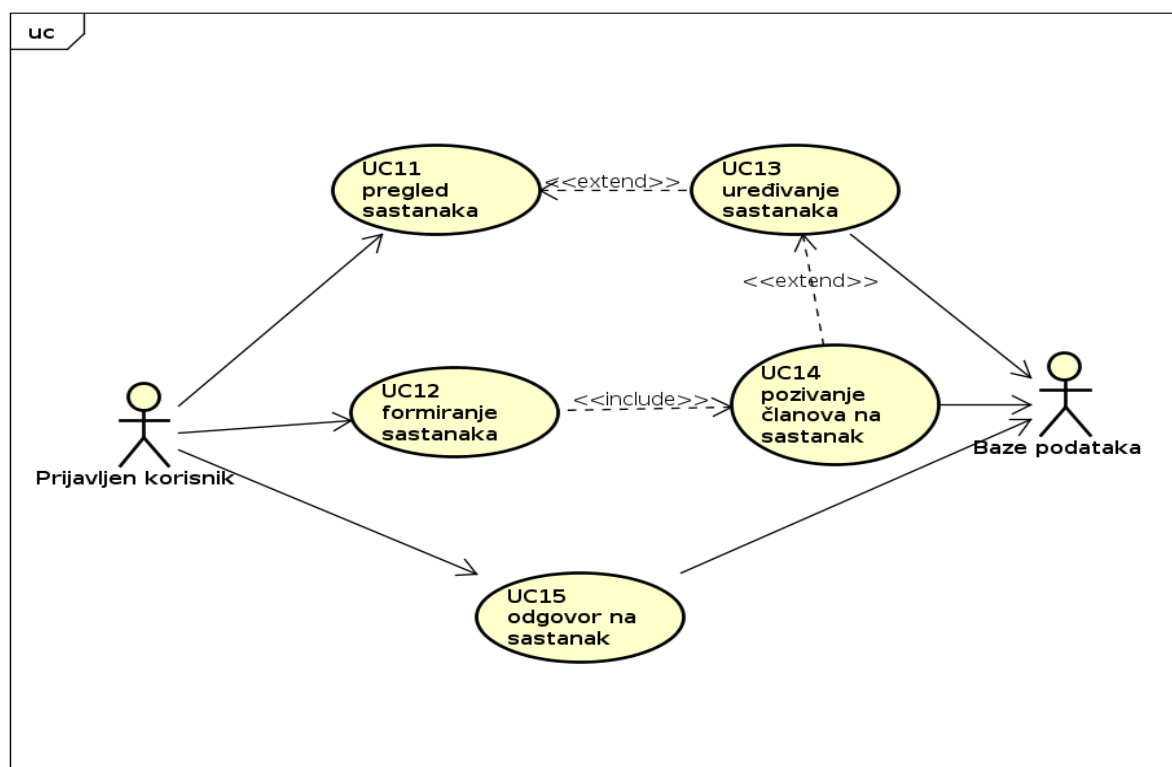 uc
UC11
pregled
sastanaka
<<extend>>
UC13
uređivanje
sastanaka
<<extend>>
UC12
formiranje
sastanaka
<<include>>
UC14
pozivanje
članova na
sastanak
Prijavljen korisnik
Baze podataka
UC15
odgovor na
sastanak